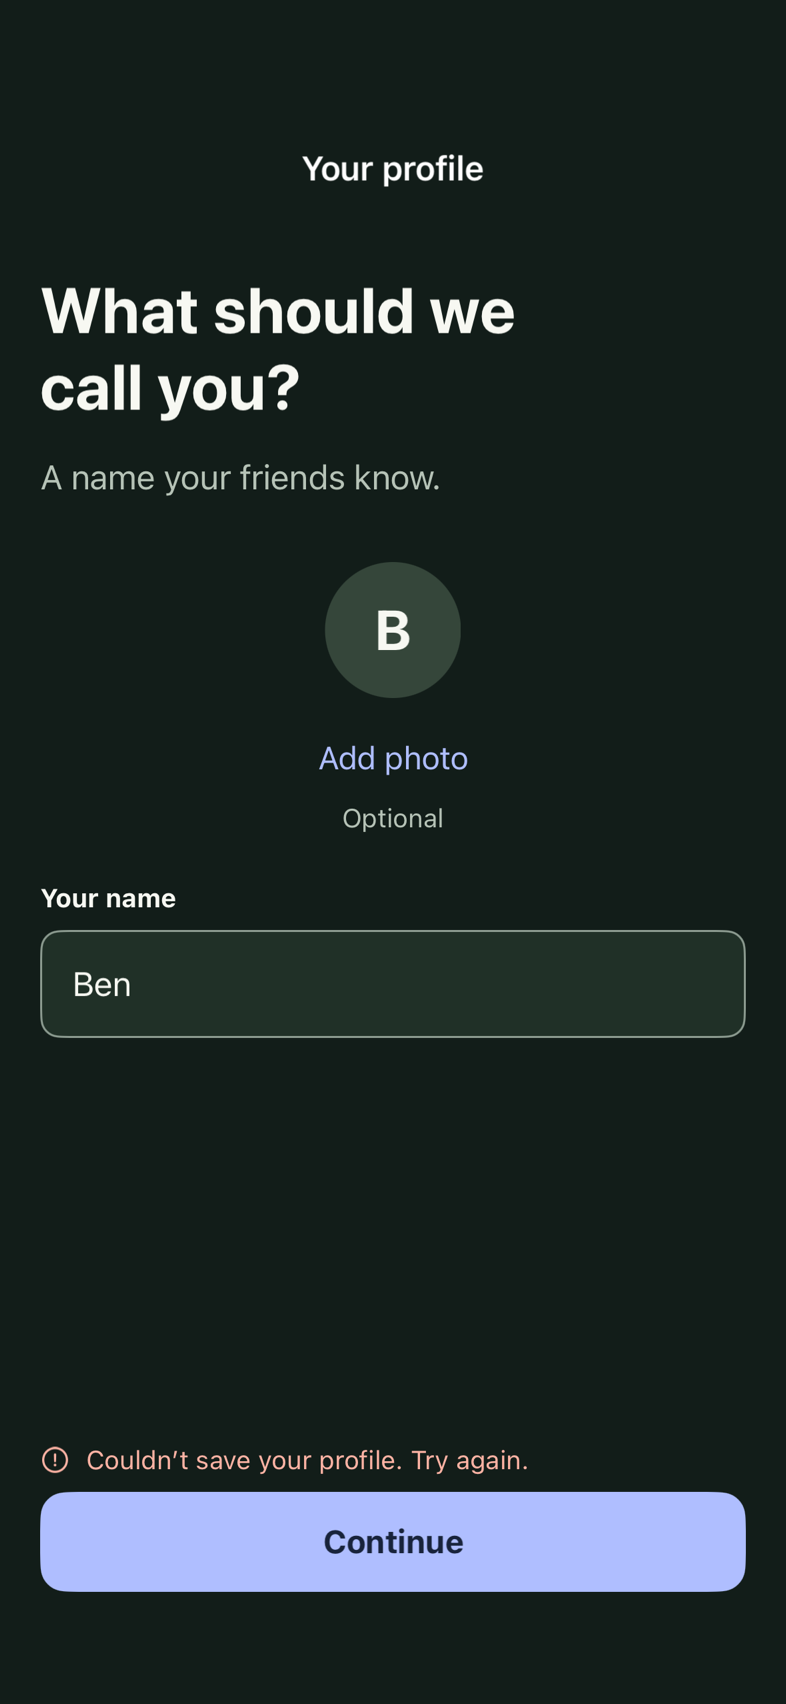 Your profile
What should we
call you?
A name your friends know.
B
Add photo
Optional
Your name
Ben
Couldn’t save your profile. Try again.
Continue